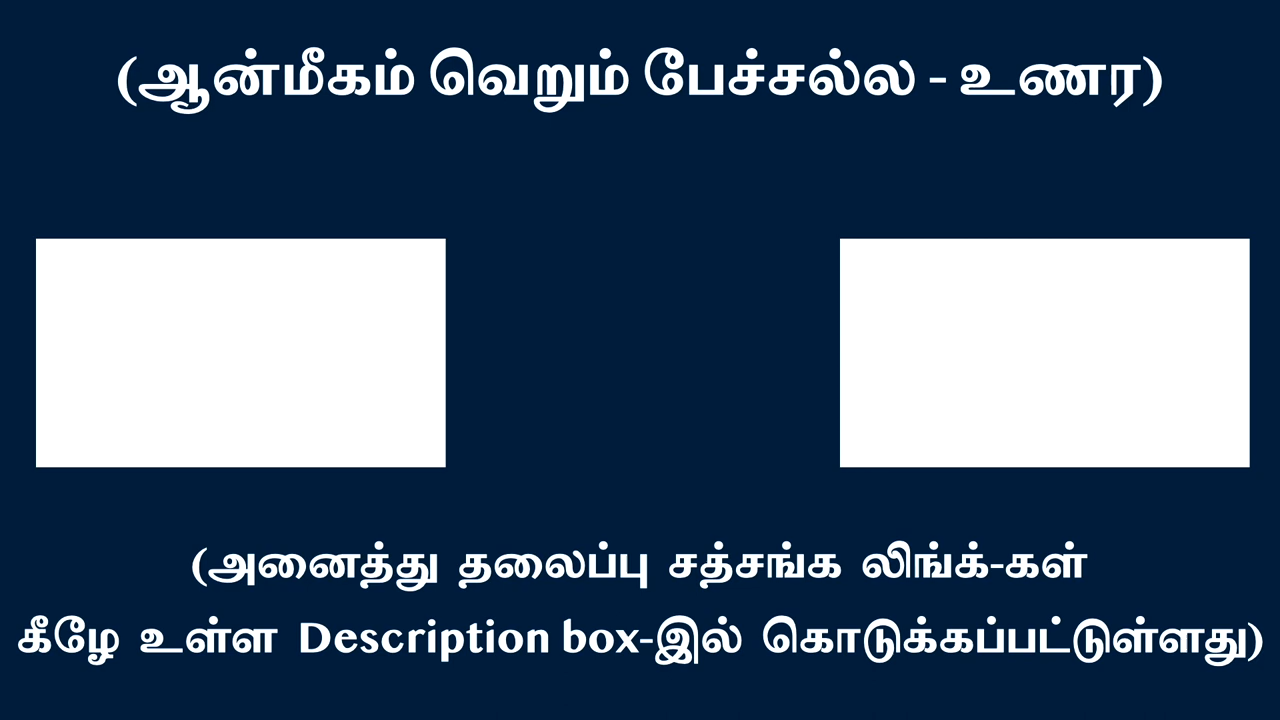 (ஆன்மீகம் வெறும் பேச்சல்ல - உணர)
(அனைத்து தலைப்பு சத்சங்க லிங்க்-கள்
கீழே உள்ள Description box-இல் கொடுக்கப்பட்டுள்ளது)